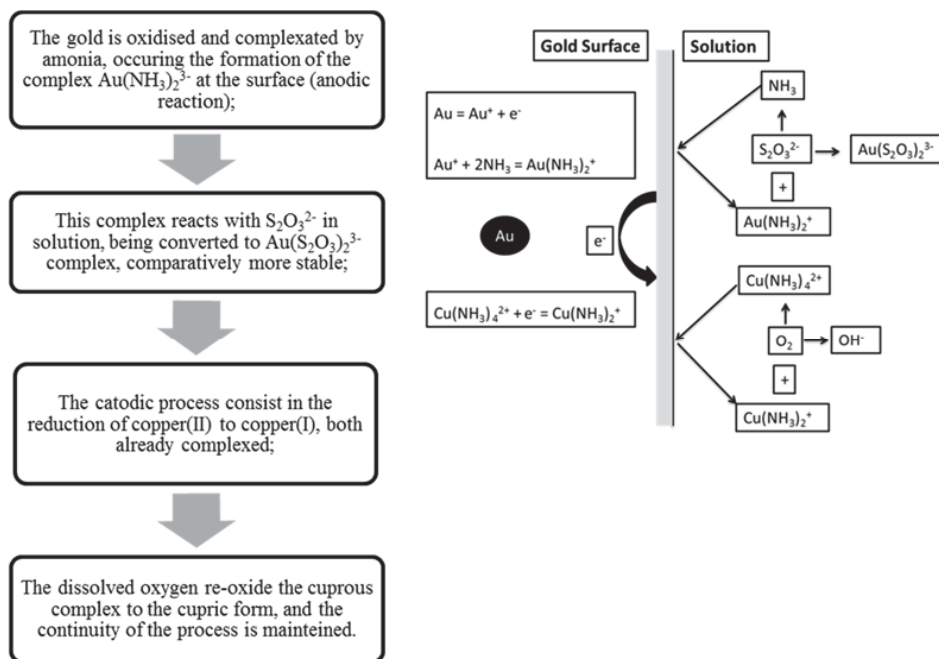 The gold is oxidised and complexated by
amonia, occuring the formation of the
complex Au(NH₃)₂³⁻ at the surface (anodic
reaction);
This complex reacts with S₂O₃²⁻ in
solution, being converted to Au(S₂O₃)₂³⁻
complex, comparatively more stable;
The catodic process consist in the
reduction of copper(II) to copper(I), both
already complexed;
The dissolved oxygen re-oxide the cuprous
complex to the cupric form, and the
continuity of the process is mainteined.
Gold Surface
Solution
Au = Au⁺ + e⁻
Au⁺ + 2NH₃ = Au(NH₃)₂⁺
Au
e⁻
Cu(NH₃)₄²⁺ + e⁻ = Cu(NH₃)₂⁺
NH₃
S₂O₃²⁻
Au(S₂O₃)₂³⁻
+
Au(NH₃)₂⁺
Cu(NH₃)₄²⁺
O₂
OH⁻
+
Cu(NH₃)₂⁺